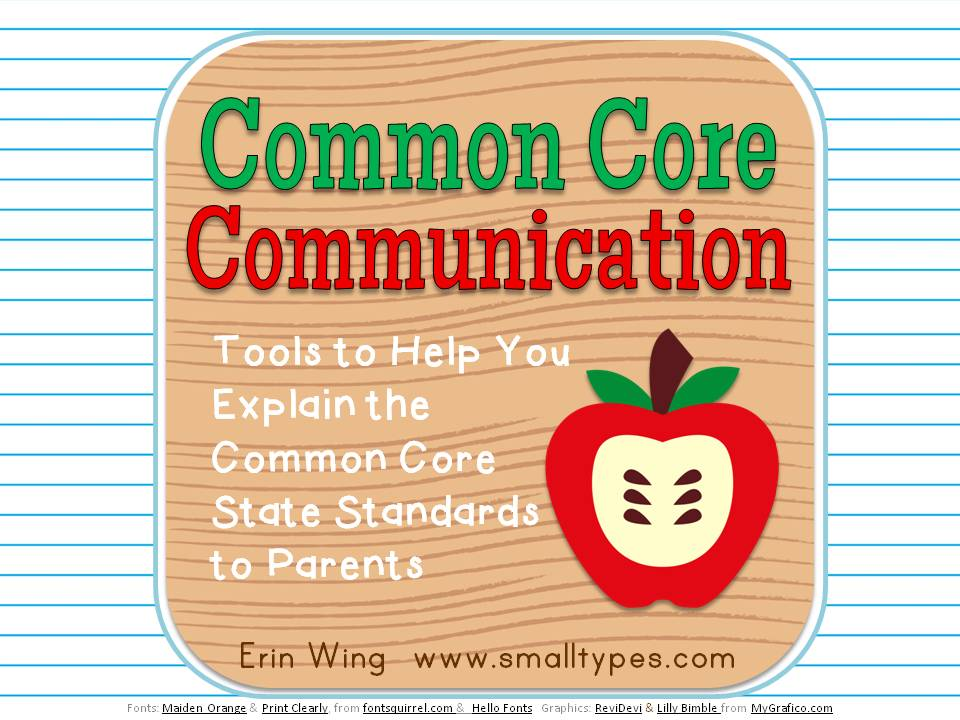 Common Core
Communication
Tools to Help You
Explain the
Common Core
State Standards
to Parents
Erin Wing www.smalltypes.com
Fonts: Maiden Orange & Print Clearly, from fontsquirrel.com & Hello Fonts Graphics: ReviDevi & Lilly Bimble from MyGrafico.com